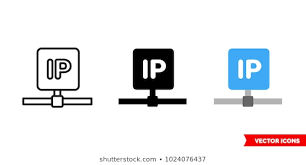 IP IP IP
VECTOR ICONS
shutterstock.com • 1024076437